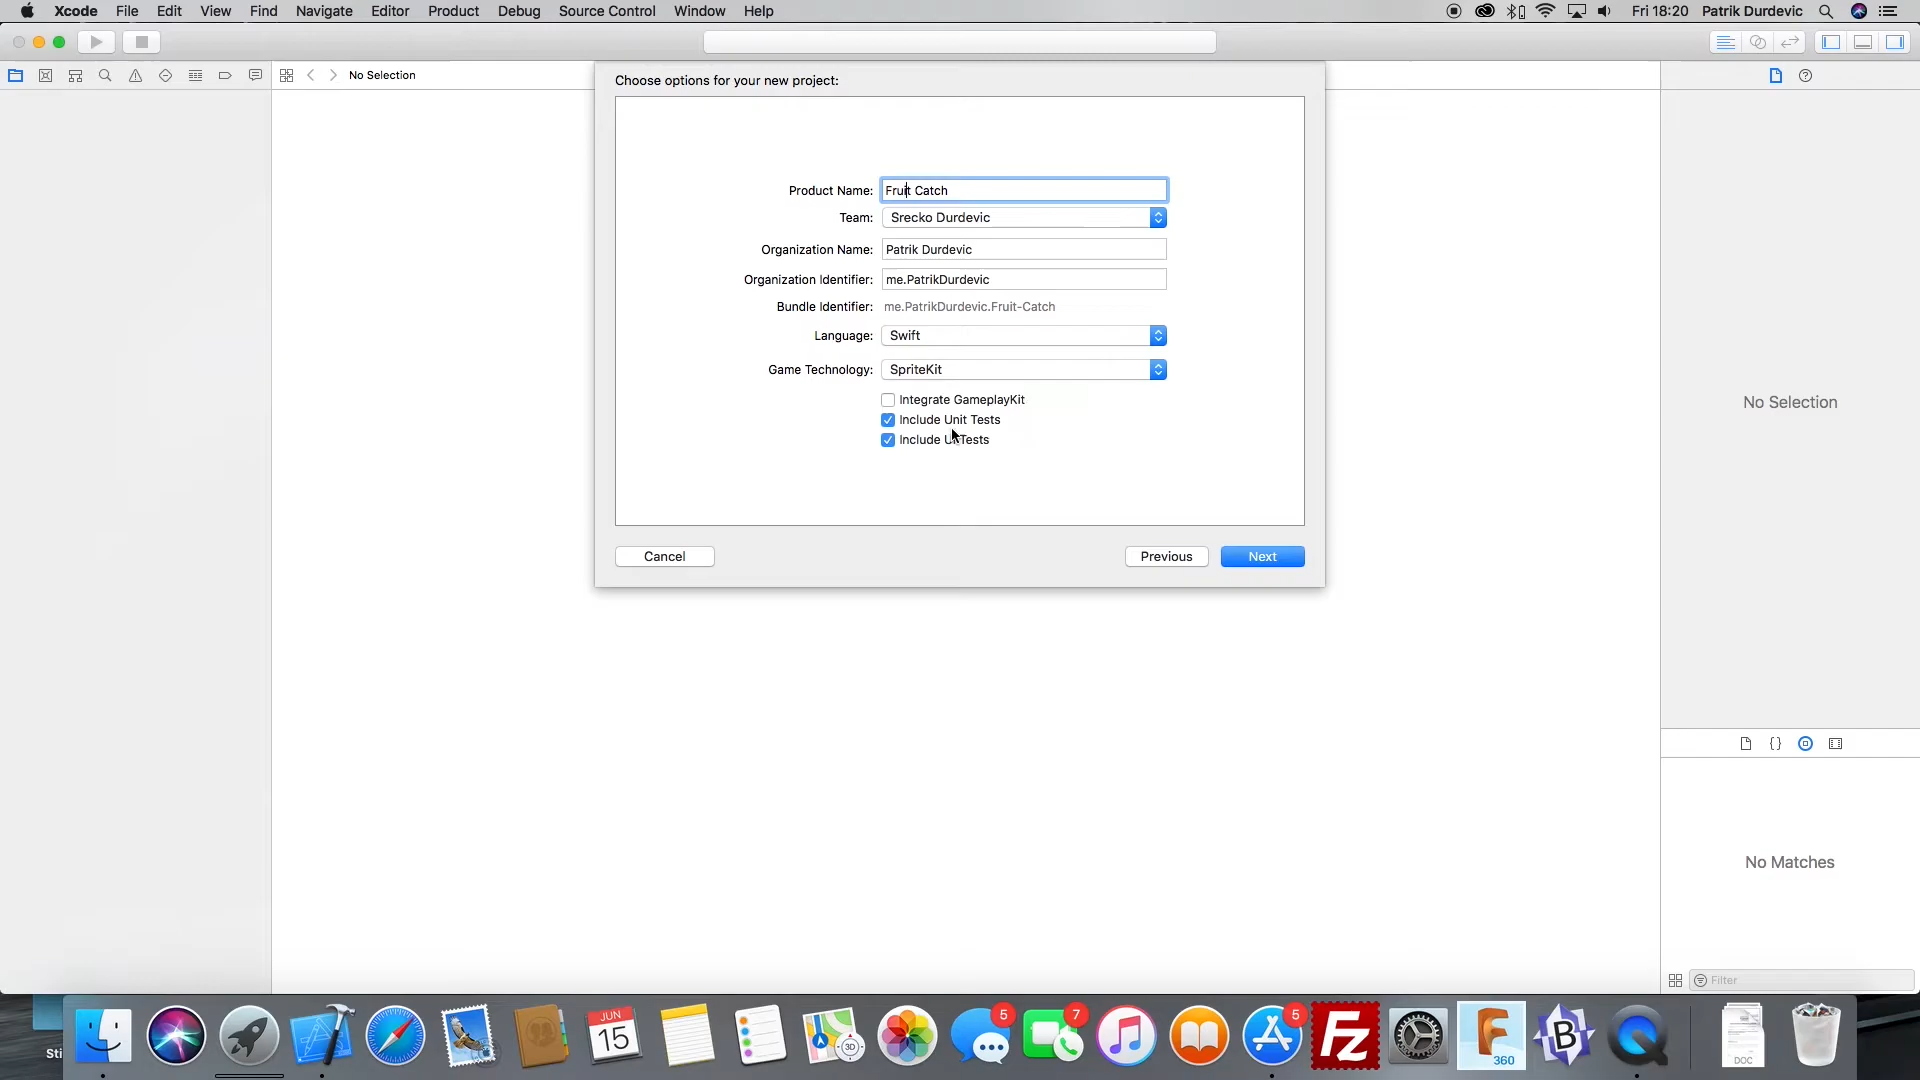 Xcode File Edit View Find Navigate Editor Product Debug Source Control Window Help Fri 18:20 Patrik Durdevic
No Selection
Choose options for your new project:
Product Name: Fruit Catch
Team: Srecko Durdevic
Organization Name: Patrik Durdevic
Organization Identifier: me.PatrikDurdevic
Bundle Identifier: me.PatrikDurdevic.Fruit-Catch
Language: Swift
Game Technology: SpriteKit
Integrate GameplayKit
Include Unit Tests
Include UI Tests
Cancel Previous Next
No Selection
No Matches
Filter
Sti
JUN
15
3D
5
7
5
Fz
F
360
B
DOC